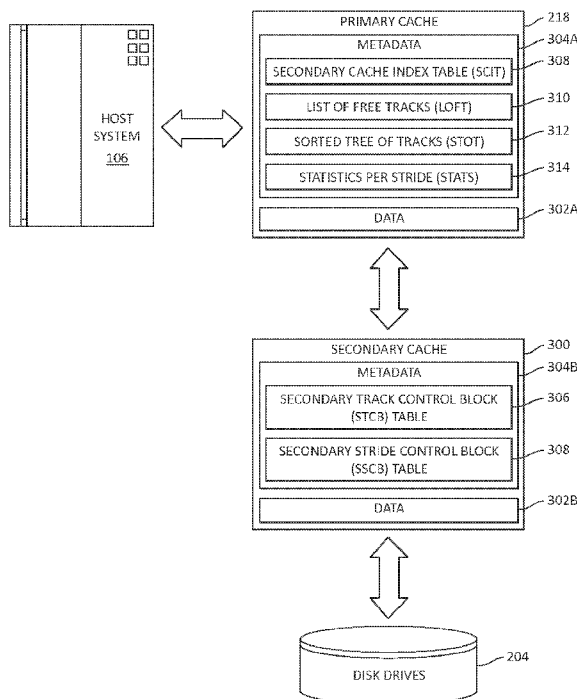 PRIMARY CACHE
218
METADATA
304A
SECONDARY CACHE INDEX TABLE (SCIT)
308
LIST OF FREE TRACKS (LOFT)
310
HOST
SYSTEM
106
SORTED TREE OF TRACKS (STOT)
312
STATISTICS PER STRIDE (STATS)
314
DATA
302A
SECONDARY CACHE
300
METADATA
304B
SECONDARY TRACK CONTROL BLOCK
(STCB) TABLE
306
SECONDARY STRIDE CONTROL BLOCK
(SSCB) TABLE
308
DATA
302B
DISK DRIVES
204